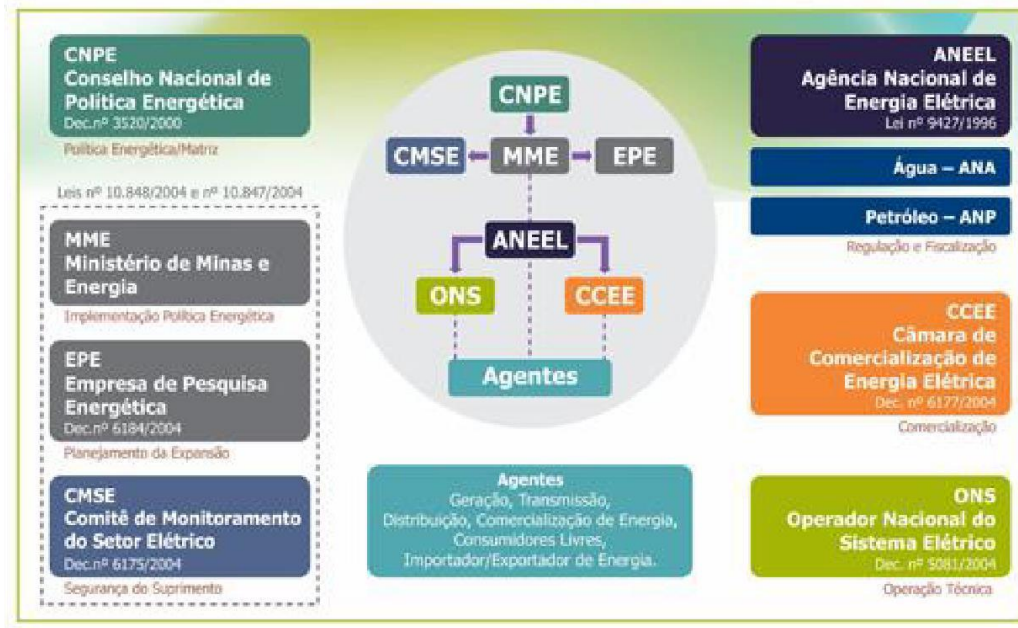 CNPE
Conselho Nacional de
Política Energética
Dec.nº 3520/2000
Política Energética/Matriz
Leis nº 10.848/2004 e nº 10.847/2004
MME
Ministério de Minas e
Energia
Implementação Política Energética
EPE
Empresa de Pesquisa
Energética
Dec.nº 6184/2004
Planejamento da Expansão
CMSE
Comitê de Monitoramento
do Setor Elétrico
Dec.nº 6175/2004
Segurança do Suprimento
CNPE
CMSE
MME
EPE
ANEEL
ONS
CCEE
Agentes
Agentes
Geração, Transmissão,
Distribuição, Comercialização de Energia,
Consumidores Livres,
Importador/Exportador de Energia.
ANEEL
Agência Nacional de
Energia Elétrica
Lei nº 9427/1996
Água – ANA
Petróleo – ANP
Regulação e Fiscalização
CCEE
Câmara de
Comercialização de
Energia Elétrica
Dec. nº 6177/2004
Comercialização
ONS
Operador Nacional do
Sistema Elétrico
Dec. nº 5081/2004
Operação Técnica